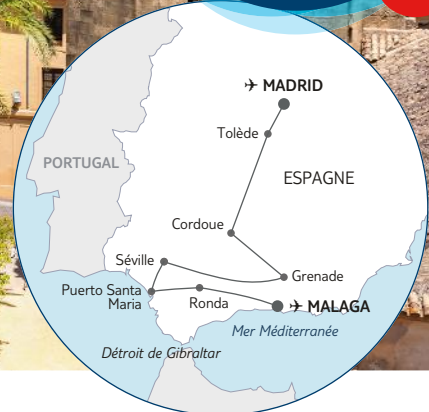 MADRID
Tolède
PORTUGAL
ESPAGNE
Cordoue
Séville
Grenade
Puerto Santa
Maria
Ronda
MALAGA
Mer Méditerranée
Détroit de Gibraltar